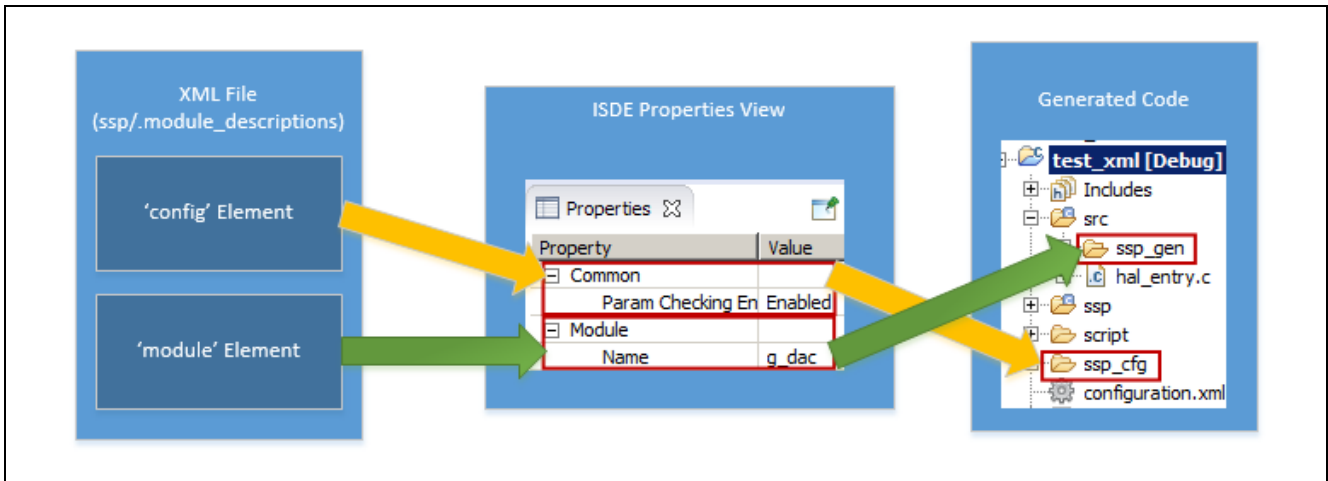 XML File
(ssp/.module_descriptions)
'config' Element
'module' Element
ISDE Properties View
Properties
Property Value
Common
Param Checking En Enabled
Module
Name g_dac
Generated Code
test_xml [Debug]
Includes
src
ssp_gen
hal_entry.c
ssp
script
ssp_cfg
configuration.xml